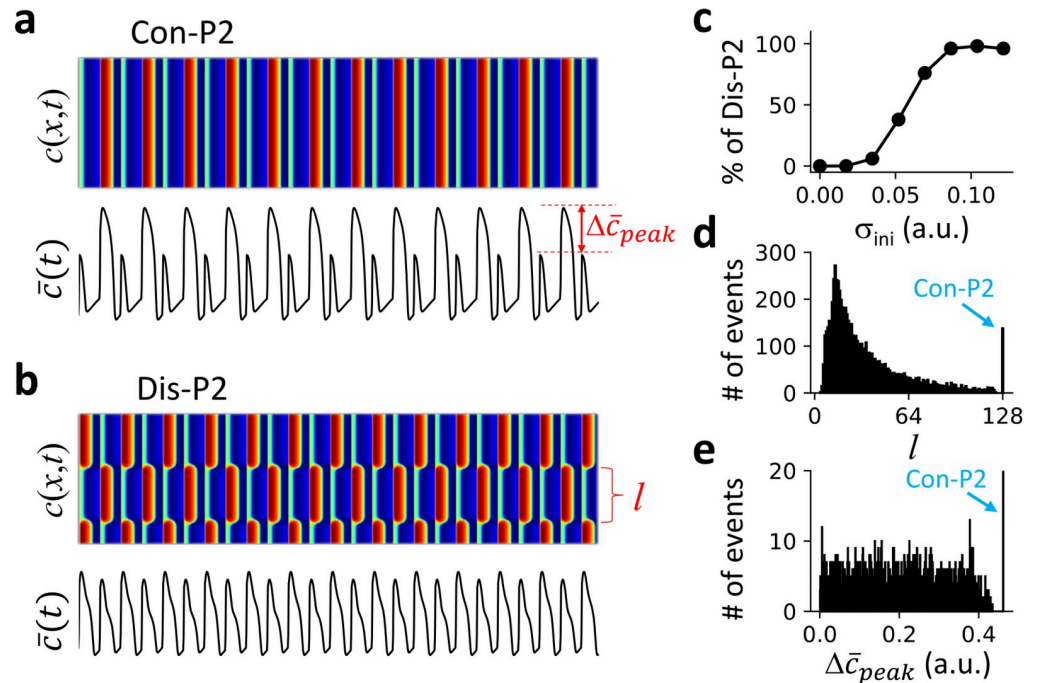 a
Con-P2
c(x,t)
c̄(t)
Δc̄peak
b
Dis-P2
c(x,t)
l
c̄(t)
c
% of Dis-P2
100
50
0
0.00 0.05 0.10
σini (a.u.)
d
# of events
300
200
100
0
Con-P2
0 64 128
l
e
# of events
20
10
0
Con-P2
0.0 0.2 0.4
Δc̄peak (a.u.)